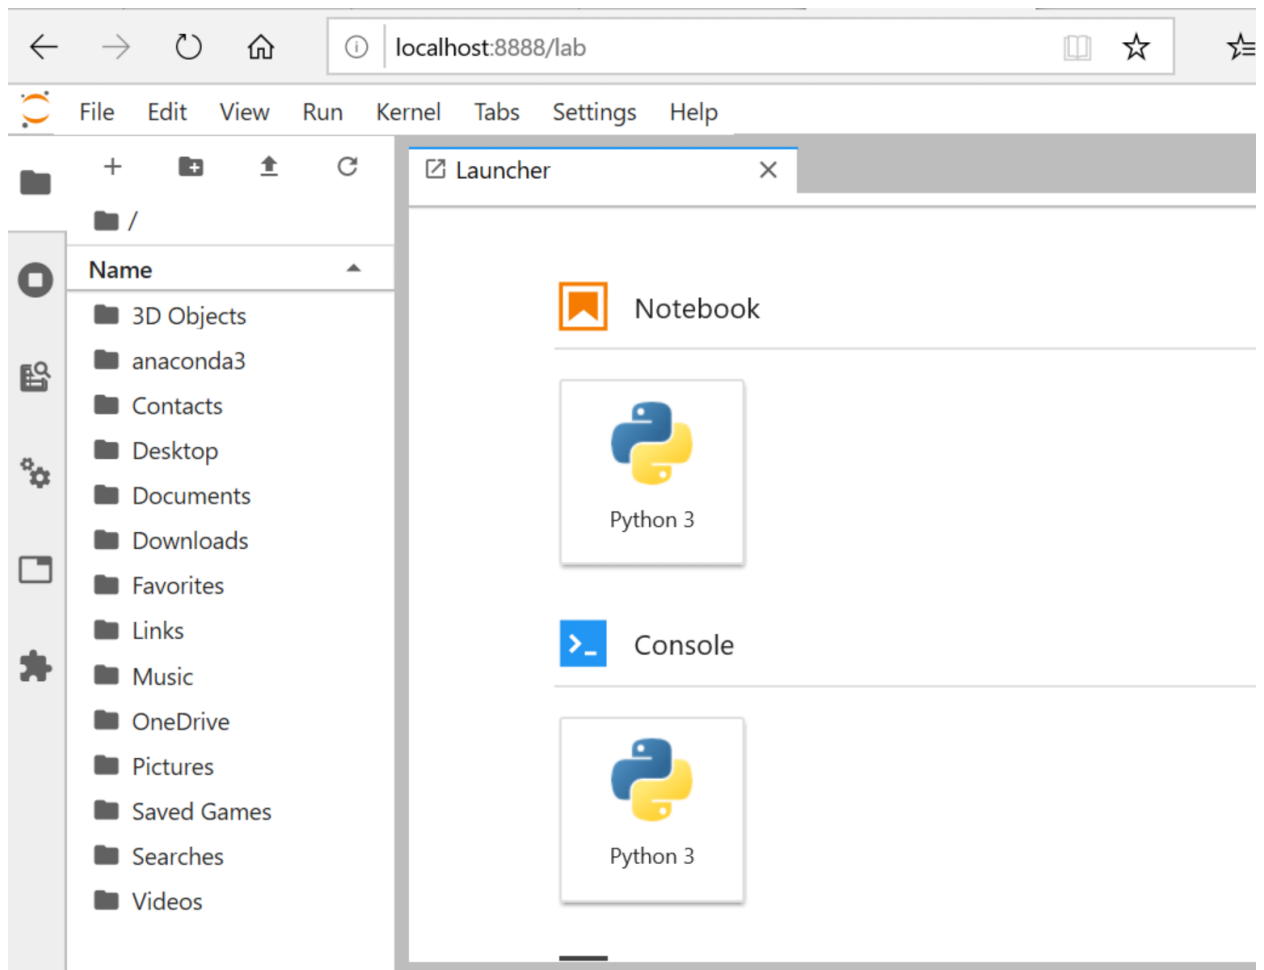 localhost:8888/lab
File Edit View Run Kernel Tabs Settings Help
Launcher
/
Name
3D Objects
anaconda3
Contacts
Desktop
Documents
Downloads
Favorites
Links
Music
OneDrive
Pictures
Saved Games
Searches
Videos
Notebook
Python 3
Console
Python 3